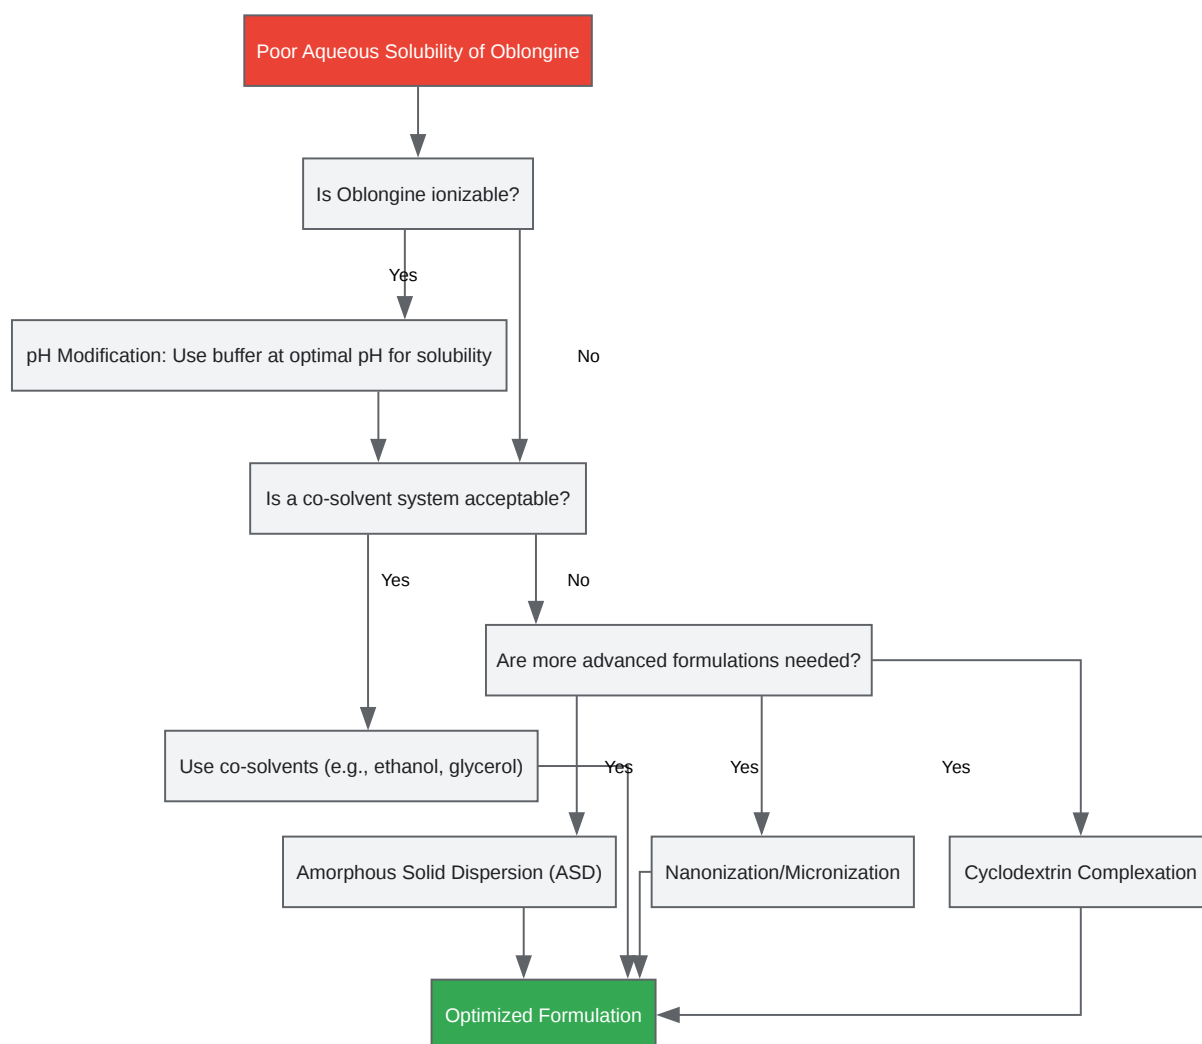 Poor Aqueous Solubility of Oblongine
Is Oblongine ionizable?
Yes
pH Modification: Use buffer at optimal pH for solubility
No
Is a co-solvent system acceptable?
Yes
No
Are more advanced formulations needed?
Use co-solvents (e.g., ethanol, glycerol)
Yes
Yes
Yes
Amorphous Solid Dispersion (ASD)
Nanonization/Micronization
Cyclodextrin Complexation
Optimized Formulation